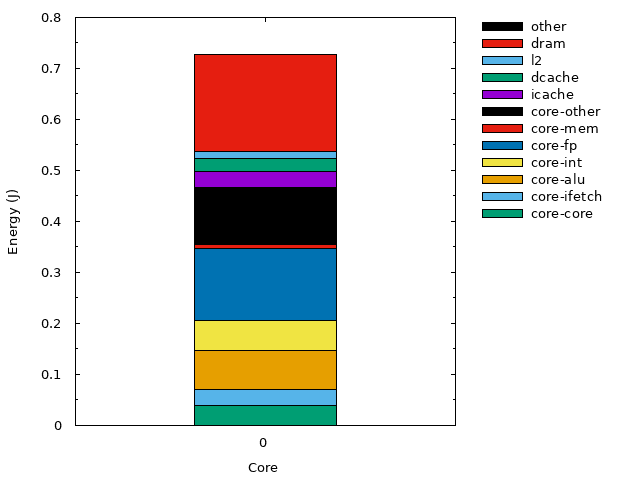 0.8
0.7
0.6
0.5
0.4
0.3
0.2
0.1
0
Energy (J)
0
Core
other
dram
l2
dcache
icache
core-other
core-mem
core-fp
core-int
core-alu
core-ifetch
core-core